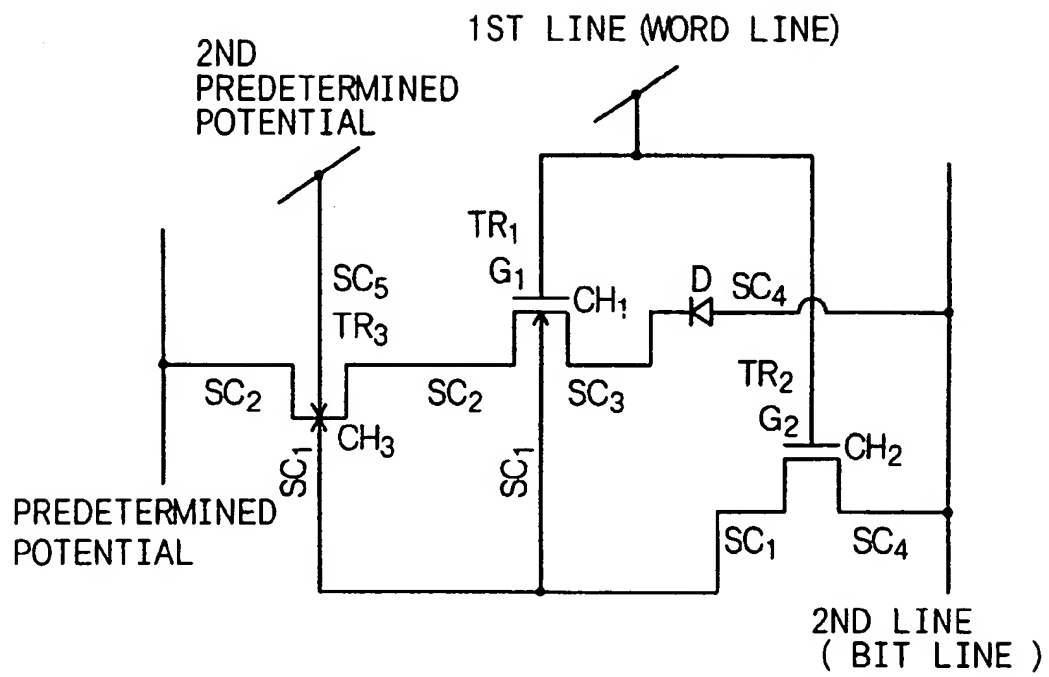 1ST LINE (WORD LINE)
2ND
PREDETERMINED
POTENTIAL
TR1
G1
CH1
D
SC4
SC5
TR3
SC2
SC2
SC3
TR2
G2
CH2
CH3
SC1
SC1
PREDETERMINED
POTENTIAL
SC1
SC4
2ND LINE
( BIT LINE )